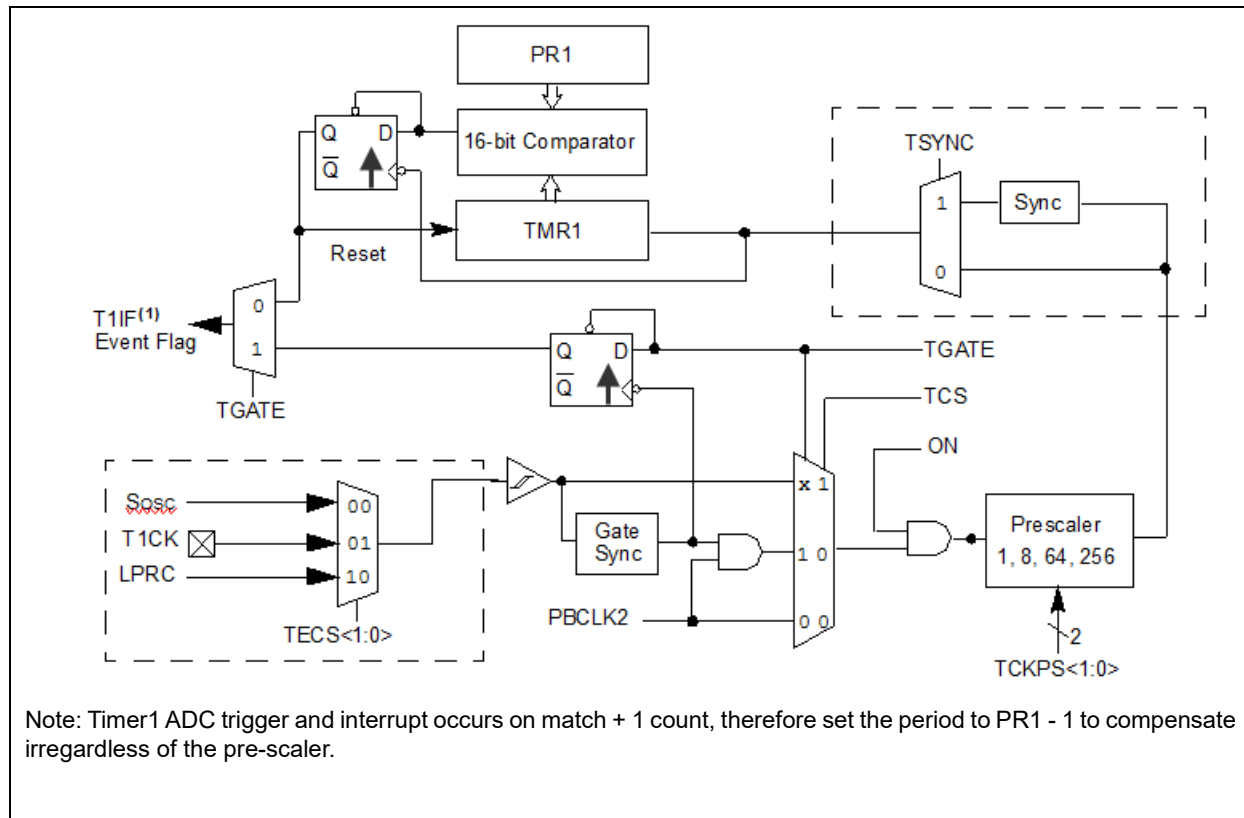 PR1
Q D
Q
16-bit Comparator
TSYNC
1
Sync
TMR1
Reset
0
T1IF(1)
Event Flag
0
1
TGATE
Q D
Q
TGATE
TCS
ON
Sosc
T1CK
LPRC
00
01
10
TECS<1:0>
Gate
Sync
PBCLK2
x 1
1 0
0 0
Prescaler
1, 8, 64, 256
2
TCKPS<1:0>
Note: Timer1 ADC trigger and interrupt occurs on match + 1 count, therefore set the period to PR1 - 1 to compensate
irregardless of the pre-scaler.